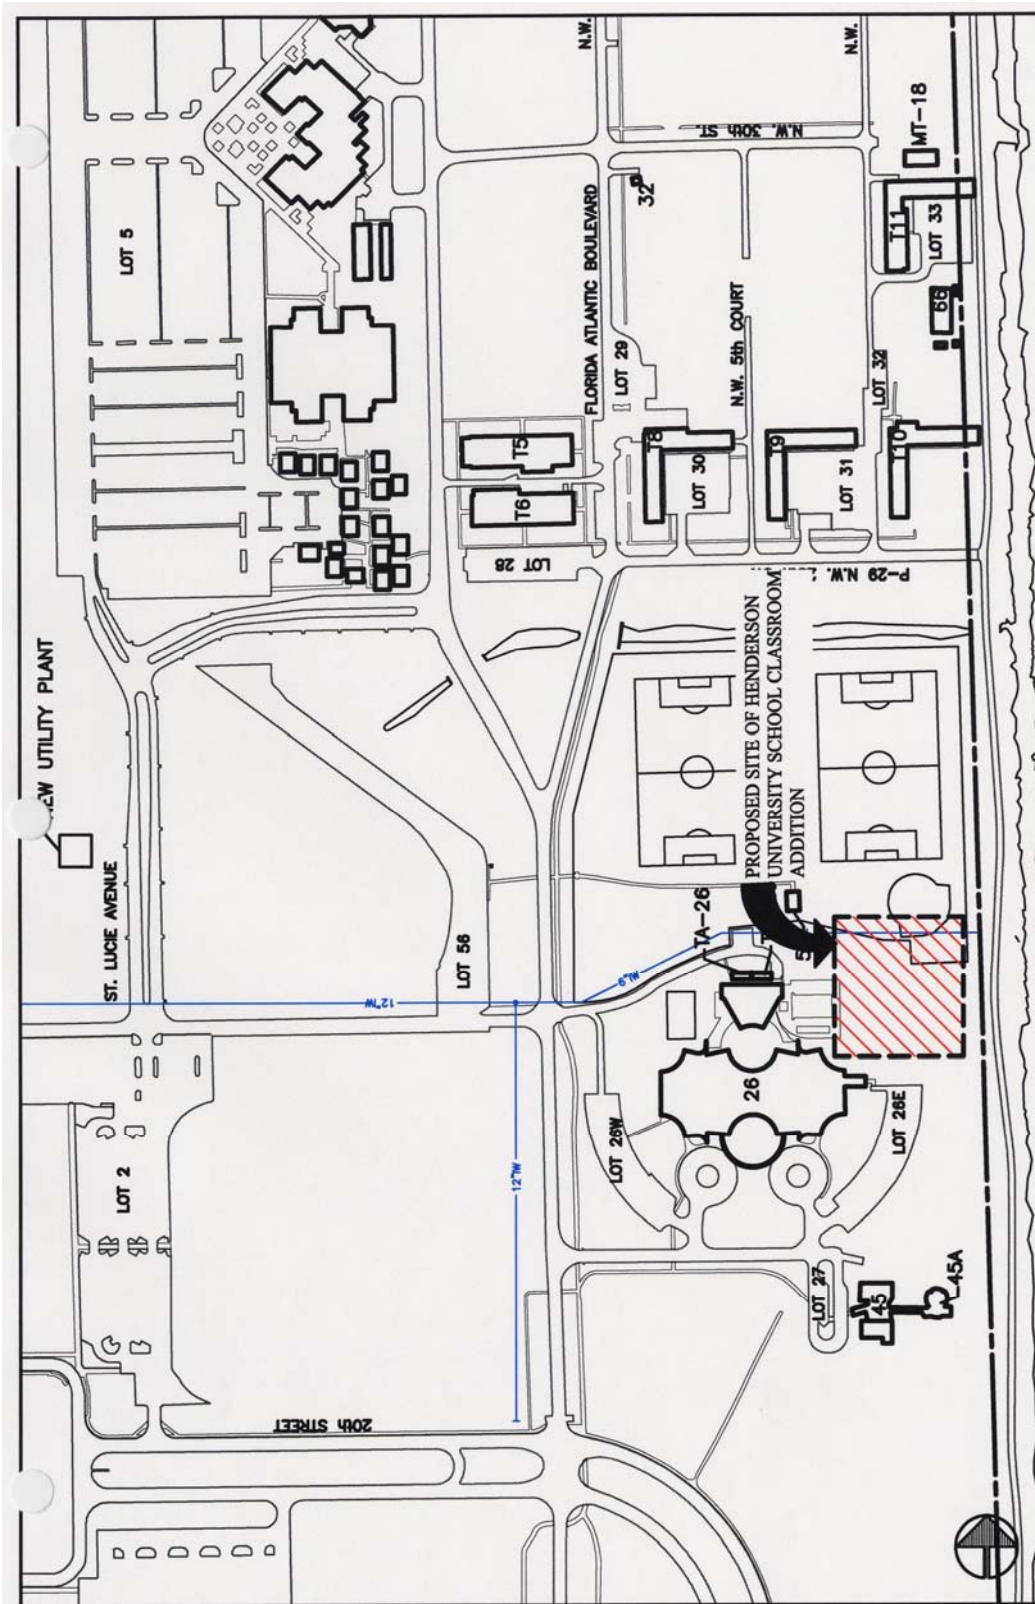 N.W.
N.W.
MT-18
N.W. 30th ST.
32
T11
LOT 33
LOT 5
FLORIDA ATLANTIC BOULEVARD
66
LOT 29
N.W. 5th COURT
LOT 32
T5
T8
T9
T10
LOT 30
LOT 31
T6
LOT 28
P-29 N.W.
UTILITY PLANT
PROPOSED SITE OF HENDERSON
UNIVERSITY SCHOOL CLASSROOM
ADDITION
ST. LUCIE AVENUE
LOT 56
TA-26
12"IW
26
LOT 26W
LOT 26E
LOT 2
12"IW
LOT 27
45
45A
20th STREET